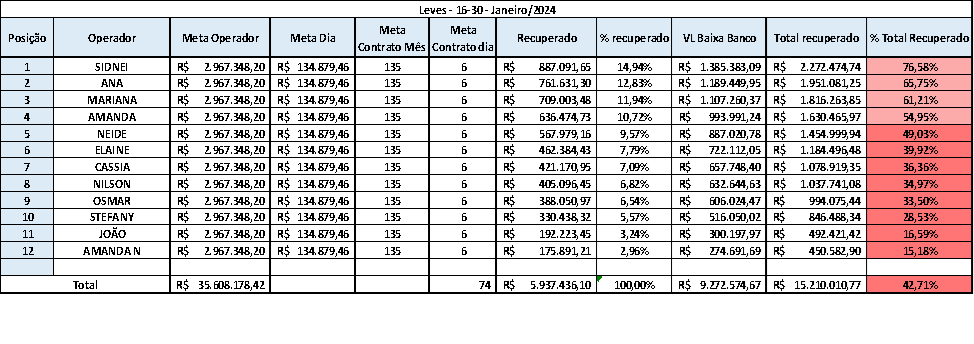 Leves - 16-30 - Janeiro/2024
Posição Operador Meta Operador Meta Dia Meta Contrato Mês Meta Contrato dia Recuperado % recuperado VL Baixa Banco Total recuperado % Total Recuperado
1 SIDNEI R$ 2.967.348,20 R$ 134.879,46 135 6 R$ 887.091,65 14,94% R$ 1.385.383,09 R$ 2.272.474,74 76,58%
2 ANA R$ 2.967.348,20 R$ 134.879,46 135 6 R$ 761.631,30 12,83% R$ 1.189.449,95 R$ 1.951.081,25 65,75%
3 MARIANA R$ 2.967.348,20 R$ 134.879,46 135 6 R$ 709.003,48 11,94% R$ 1.107.260,37 R$ 1.816.263,85 61,21%
4 AMANDA R$ 2.967.348,20 R$ 134.879,46 135 6 R$ 636.474,73 10,72% R$ 993.991,24 R$ 1.630.465,97 54,95%
5 NEIDE R$ 2.967.348,20 R$ 134.879,46 135 6 R$ 567.979,16 9,57% R$ 887.020,78 R$ 1.454.999,94 49,03%
6 ELAINE R$ 2.967.348,20 R$ 134.879,46 135 6 R$ 462.384,43 7,79% R$ 722.112,05 R$ 1.184.496,48 39,92%
7 CASSIA R$ 2.967.348,20 R$ 134.879,46 135 6 R$ 421.170,95 7,09% R$ 657.748,40 R$ 1.078.919,35 36,36%
8 NILSON R$ 2.967.348,20 R$ 134.879,46 135 6 R$ 405.096,45 6,82% R$ 632.644,63 R$ 1.037.741,08 34,97%
9 OSMAR R$ 2.967.348,20 R$ 134.879,46 135 6 R$ 388.050,97 6,54% R$ 606.024,47 R$ 994.075,44 33,50%
10 STEFANY R$ 2.967.348,20 R$ 134.879,46 135 6 R$ 330.438,32 5,57% R$ 516.050,02 R$ 846.488,34 28,53%
11 JOÃO R$ 2.967.348,20 R$ 134.879,46 135 6 R$ 192.223,45 3,24% R$ 300.197,97 R$ 492.421,42 16,59%
12 AMANDA N R$ 2.967.348,20 R$ 134.879,46 135 6 R$ 175.891,21 2,96% R$ 274.691,69 R$ 450.582,90 15,18%
Total R$ 35.608.178,42 74 R$ 5.937.436,10 100,00% R$ 9.272.574,67 R$ 15.210.010,77 42,71%